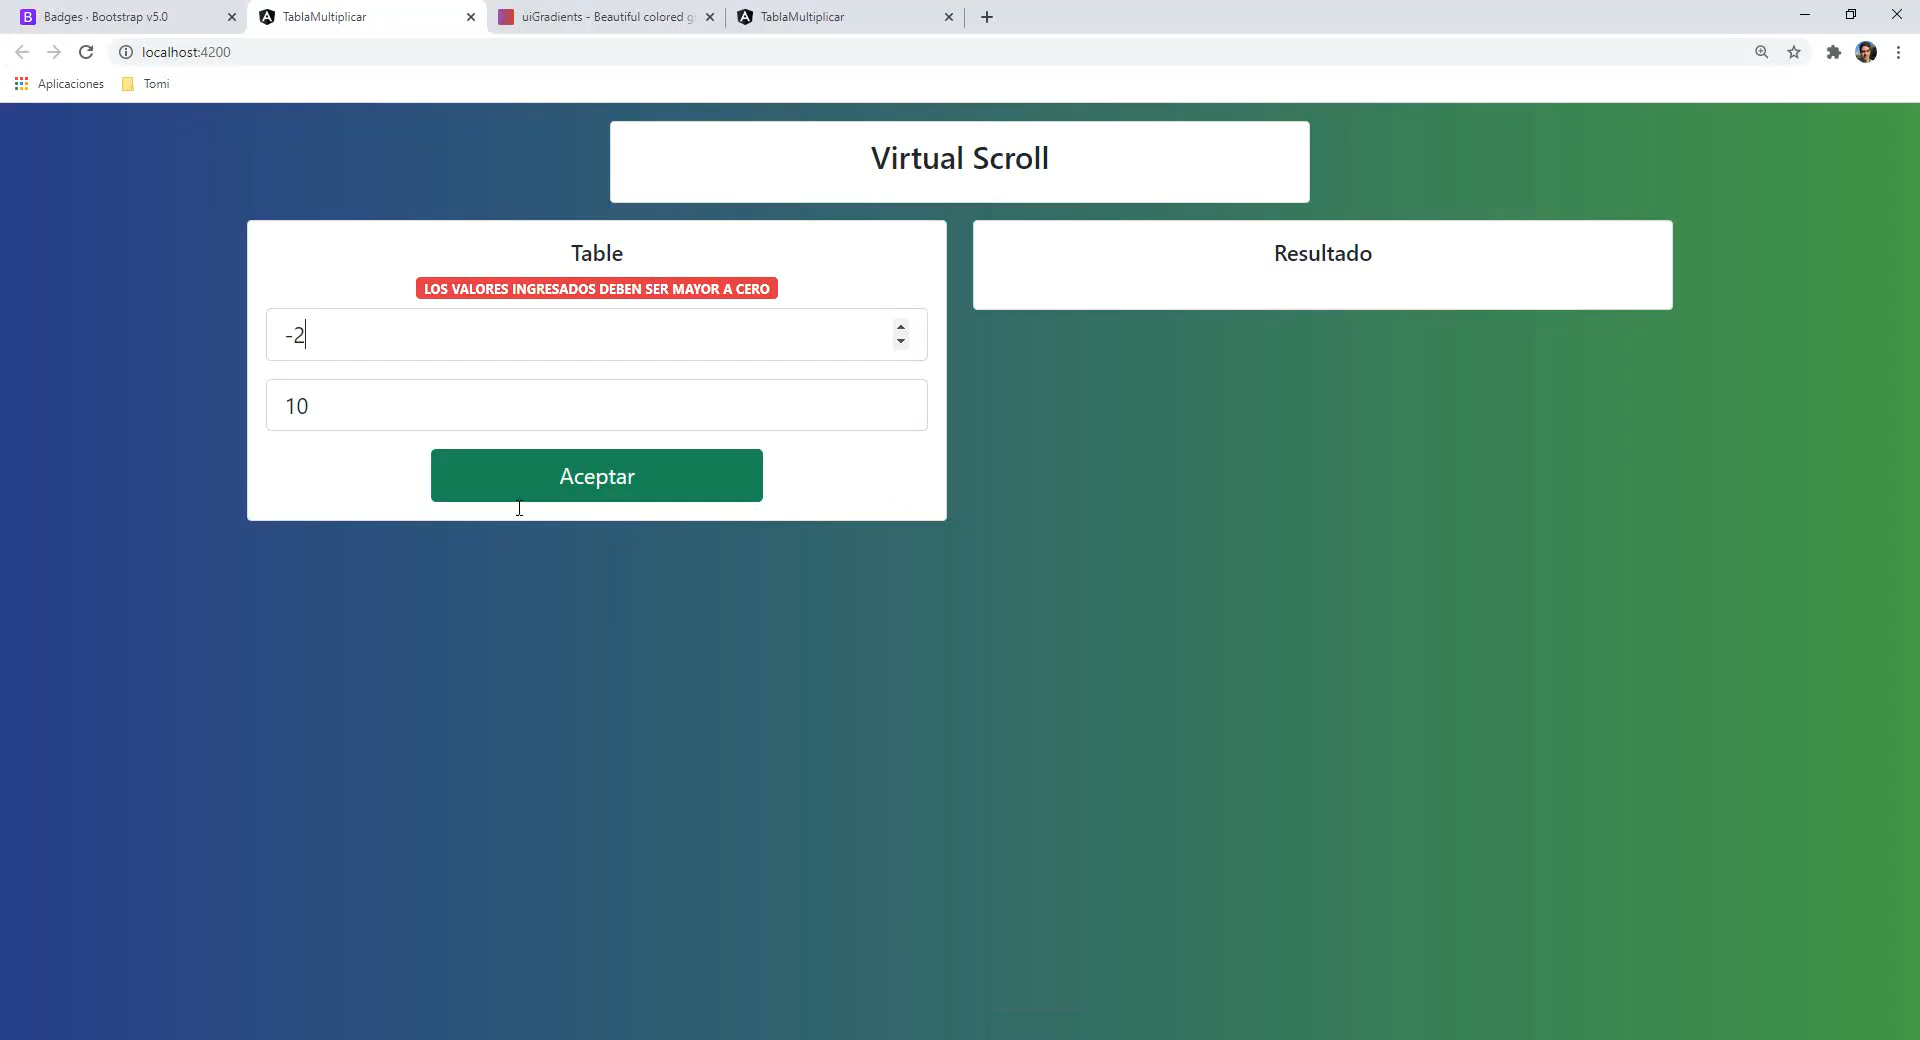 Badges · Bootstrap v5.0
TablaMultiplicar
uiGradients - Beautiful colored g
TablaMultiplicar
localhost:4200
Aplicaciones
Tomi
Virtual Scroll
Table
LOS VALORES INGRESADOS DEBEN SER MAYOR A CERO
-2
10
Aceptar
Resultado